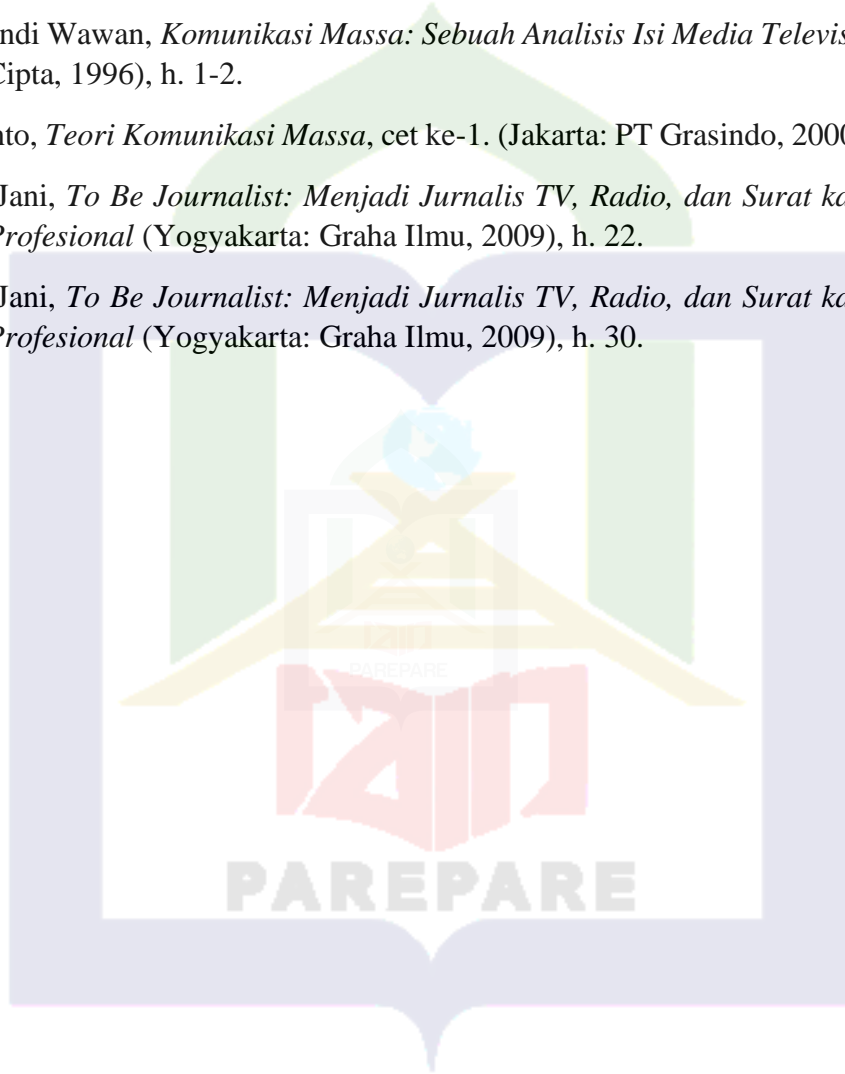 ndi Wawan, Komunikasi Massa: Sebuah Analisis Isi Media Televis
Cipta, 1996), h. 1-2.
nto, Teori Komunikasi Massa, cet ke-1. (Jakarta: PT Grasindo, 2000
Jani, To Be Journalist: Menjadi Jurnalis TV, Radio, dan Surat ka
Profesional (Yogyakarta: Graha Ilmu, 2009), h. 22.
Jani, To Be Journalist: Menjadi Jurnalis TV, Radio, dan Surat ka
Profesional (Yogyakarta: Graha Ilmu, 2009), h. 30.
iain
PAREPARE
iain
PAREPARE